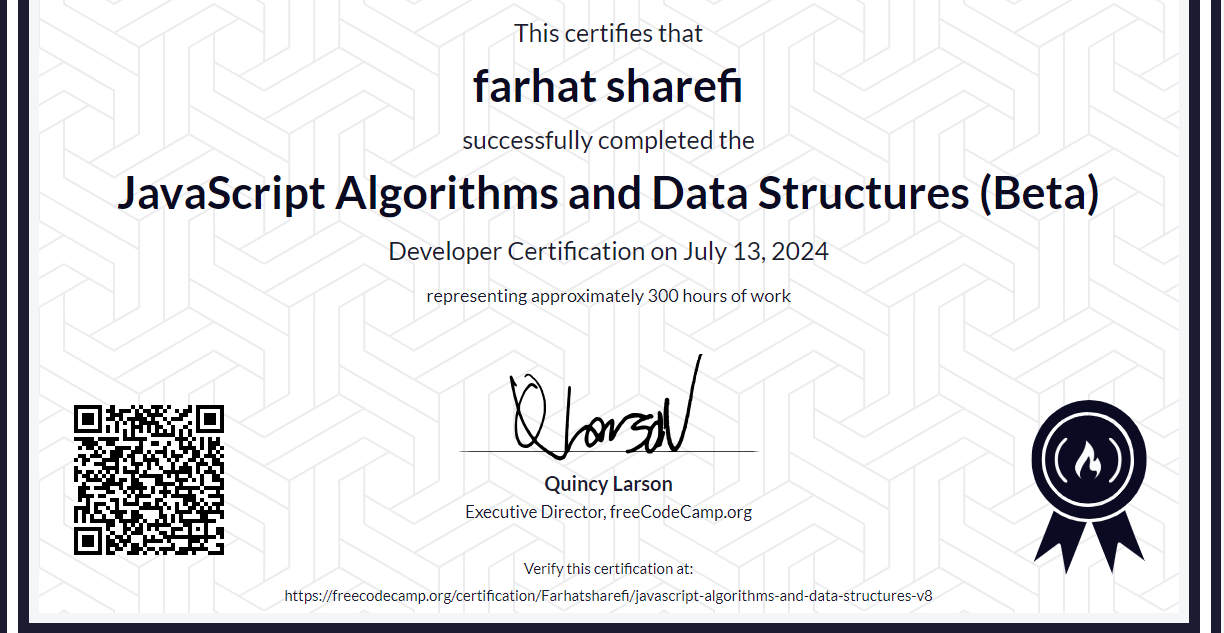 This certifies that
farhat sharefi
successfully completed the
JavaScript Algorithms and Data Structures (Beta)
Developer Certification on July 13, 2024
representing approximately 300 hours of work
Quincy Larson
Executive Director, freeCodeCamp.org
Verify this certification at:
https://freecodecamp.org/certification/Farhatsharefi/javascript-algorithms-and-data-structures-v8